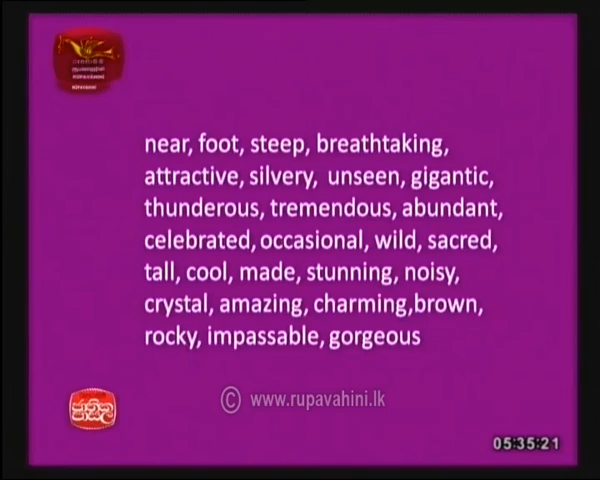 near, foot, steep, breathtaking,
attractive, silvery, unseen, gigantic,
thunderous, tremendous, abundant,
celebrated, occasional, wild, sacred,
tall, cool, made, stunning, noisy,
crystal, amazing, charming,brown,
rocky, impassable, gorgeous
© www.rupavahini.lk
05:35:21